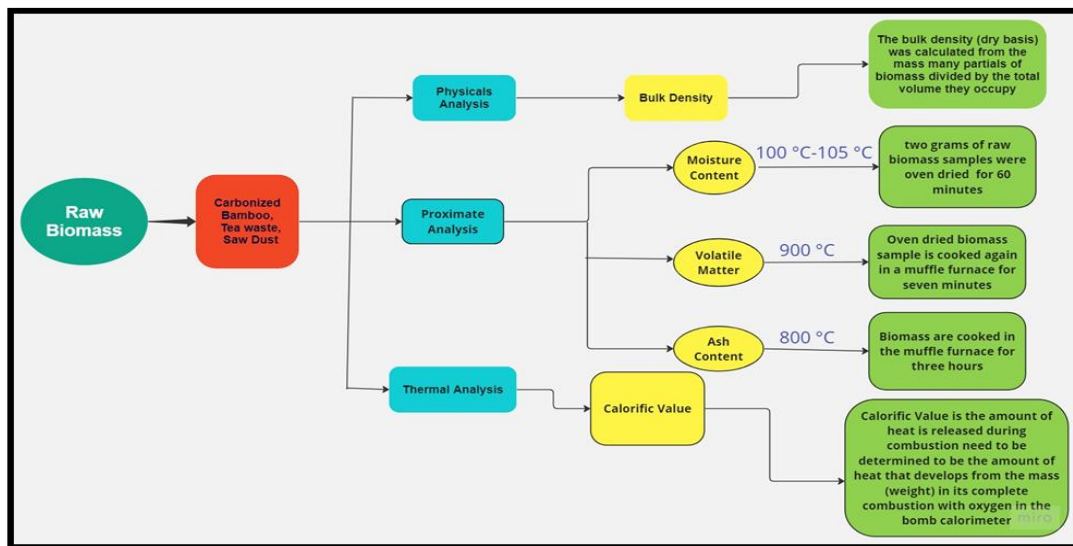 Raw
Biomass
Carbonized
Bamboo,
Tea waste,
Saw Dust
Physicals
Analysis
Bulk Density
The bulk density (dry basis)
was calculated from the
mass many partials of
biomass divided by the total
volume they occupy
Proximate
Analysis
Moisture
Content
100 °C-105 °C
two grams of raw
biomass samples were
oven dried for 60
minutes
Volatile
Matter
900 °C
Oven dried biomass
sample is cooked again
in a muffle furnace for
seven minutes
Ash
Content
800 °C
Biomass are cooked in
the muffle furnace for
three hours
Thermal Analysis
Calorific Value
Calorific Value is the amount of
heat is released during
combustion need to be
determined to be the amount of
heat that develops from the mass
(weight) in its complete
combustion with oxygen in the
bomb calorimeter
miro